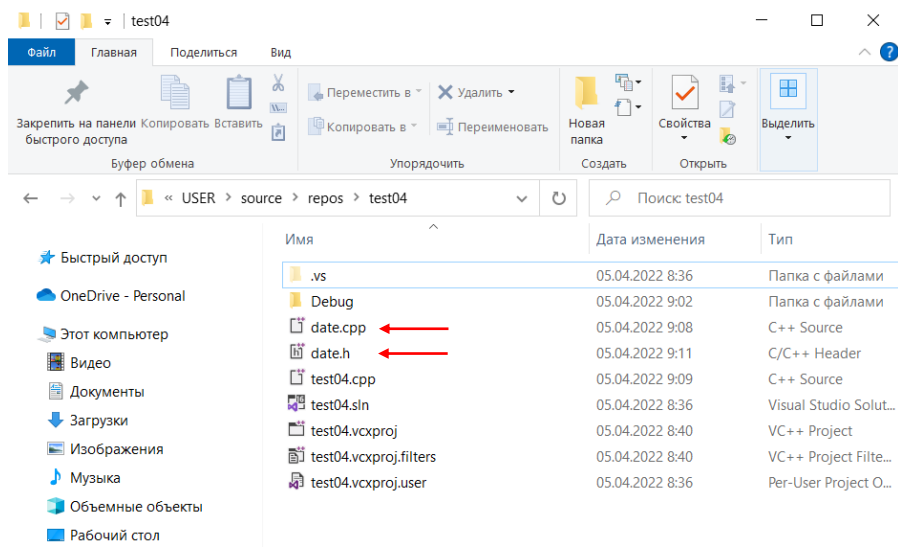 test04
Файл Главная Поделиться Вид
Закрепить на панели быстрого доступа
Копировать
Вставить
Переместить в
Копировать в
Удалить
Переименовать
Новая папка
Свойства
Выделить
Буфер обмена Упорядочить Создать Открыть
« USER > source > repos > test04
Поиск: test04
Имя Дата изменения Тип
Быстрый доступ
OneDrive - Personal
Этот компьютер
Видео
Документы
Загрузки
Изображения
Музыка
Объемные объекты
Рабочий стол
.vs 05.04.2022 8:36 Папка с файлами
Debug 05.04.2022 9:02 Папка с файлами
date.cpp 05.04.2022 9:08 C++ Source
date.h 05.04.2022 9:11 C/C++ Header
test04.cpp 05.04.2022 9:09 C++ Source
test04.sln 05.04.2022 8:36 Visual Studio Solut...
test04.vcxproj 05.04.2022 8:40 VC++ Project
test04.vcxproj.filters 05.04.2022 8:40 VC++ Project Filte...
test04.vcxproj.user 05.04.2022 8:36 Per-User Project O...